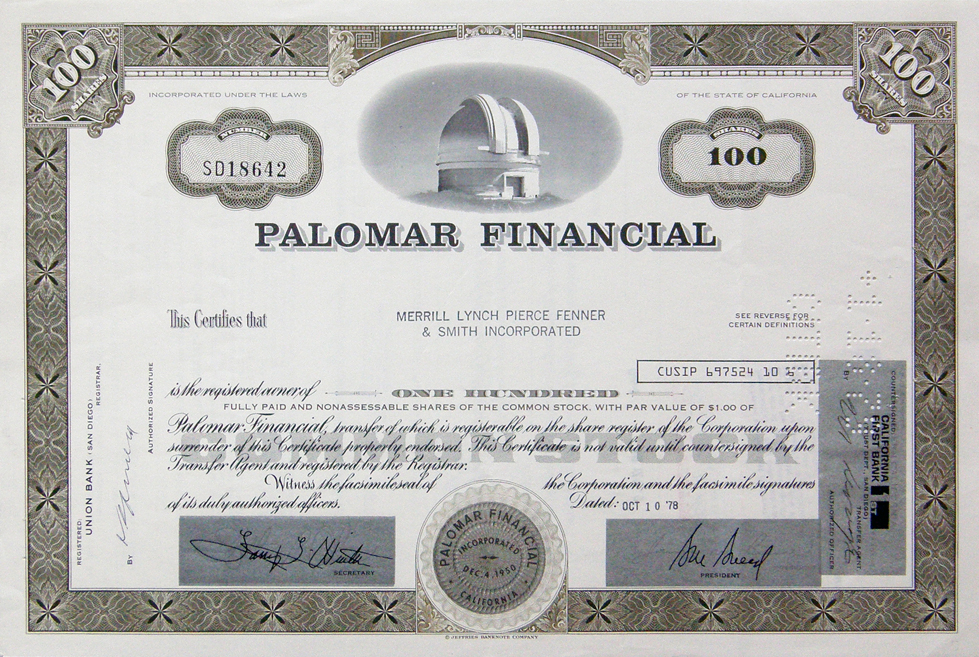 100 SHARES
100 SHARES
INCORPORATED UNDER THE LAWS
OF THE STATE OF CALIFORNIA
NUMBER
SD18642
SHARES
100
PALOMAR FINANCIAL
This Certifies that
MERRILL LYNCH PIERCE FENNER
& SMITH INCORPORATED
SEE REVERSE FOR
CERTAIN DEFINITIONS
CUSIP 697524 10
is the registered owner of
ONE HUNDRED
FULLY PAID AND NONASSESSABLE SHARES OF THE COMMON STOCK, WITH PAR VALUE OF $1.00 OF
Palomar Financial, transfer of which is registerable on the share register of the Corporation upon
surrender of this Certificate properly endorsed. This Certificate is not valid until countersigned by the
Transfer Agent and registered by the Registrar.
Witness the facsimile seal of the Corporation and the facsimile signatures
of its duly authorized officers.
Dated: OCT 10 '78
COMMON STOCK
SECRETARY
PALOMAR FINANCIAL
INCORPORATED
DEC. 4, 1950
CALIFORNIA
PRESIDENT
REGISTERED:
UNION BANK (SAN DIEGO)
REGISTRAR,
BY
AUTHORIZED SIGNATURE
COUNTERSIGNED:
CALIFORNIA
FIRST BANK
SAN DIEGO)
TRANSFER AGENT
BY
AUTHORIZED OFFICER
© JEFFRIES BANKNOTE COMPANY